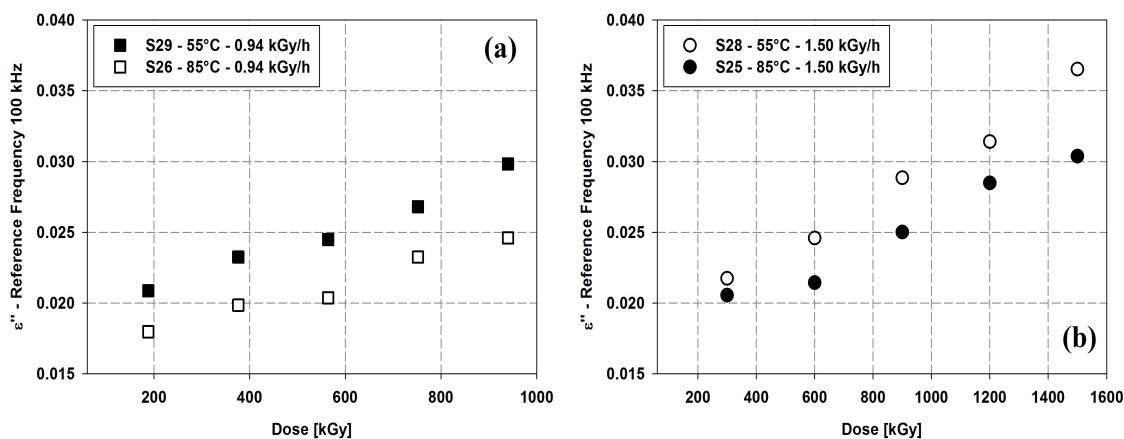 0.040
0.035
0.030
0.025
0.020
0.015
ε'' - Reference Frequency 100 kHz
S29 - 55°C - 0.94 kGy/h
S26 - 85°C - 0.94 kGy/h
(a)
200 400 600 800 1000
Dose [kGy]
0.040
0.035
0.030
0.025
0.020
0.015
ε'' - Reference Frequency 100 kHz
S28 - 55°C - 1.50 kGy/h
S25 - 85°C - 1.50 kGy/h
(b)
200 400 600 800 1000 1200 1400 1600
Dose [kGy]